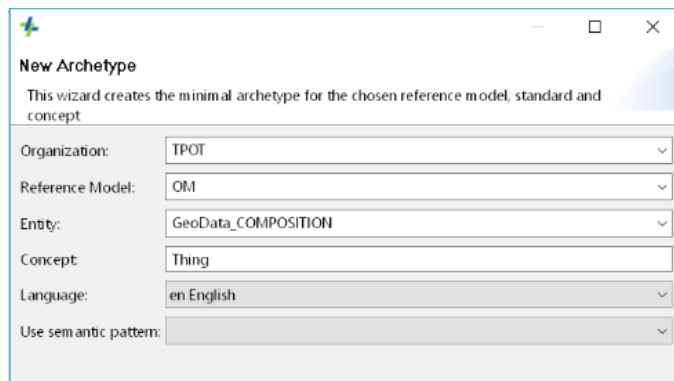 New Archetype
This wizard creates the minimal archetype for the chosen reference model, standard and
concept
Organization: TPOT
Reference Model: OM
Entity: GeoData_COMPOSITION
Concept: Thing
Language: en English
Use semantic pattern: